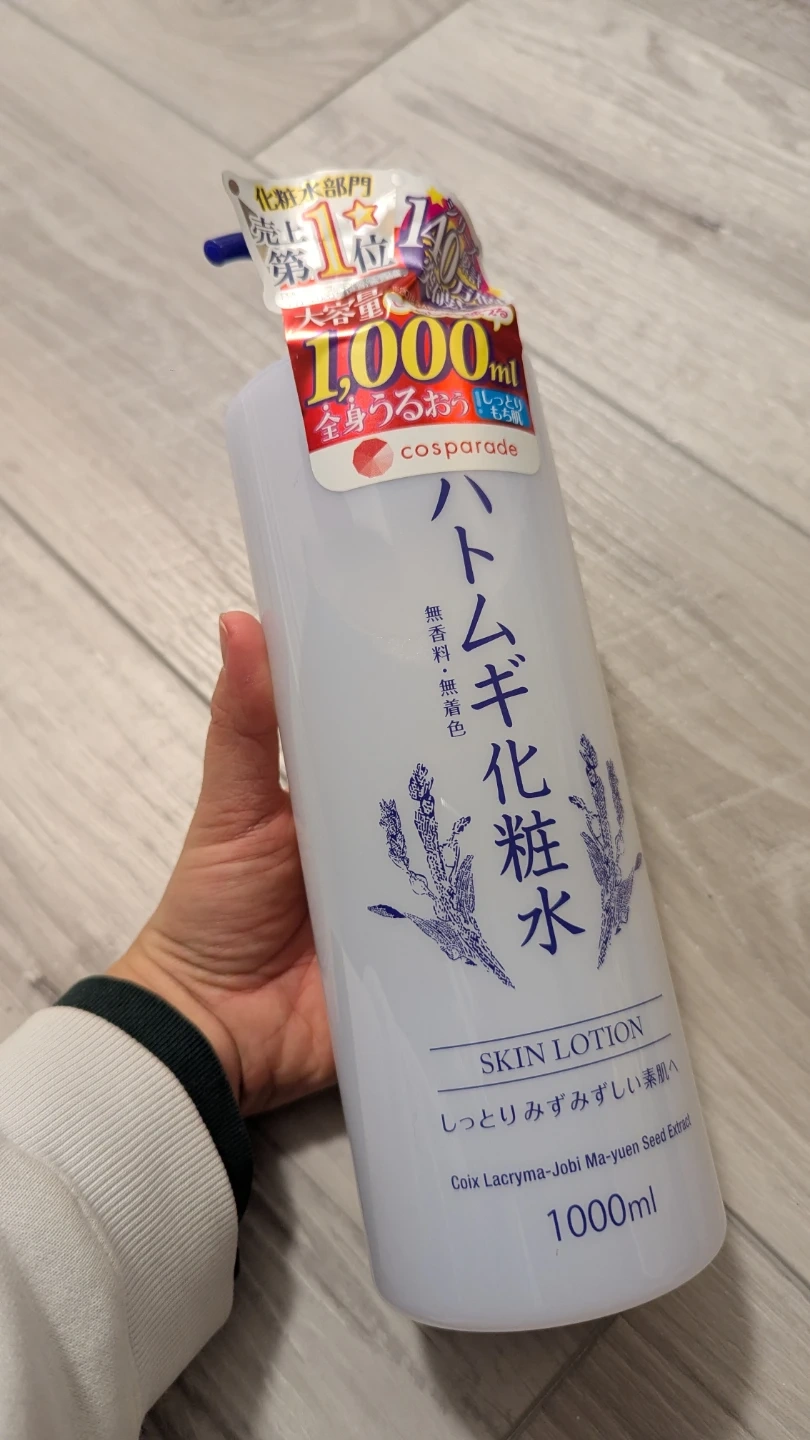 化粧水部門
売上
第1位
大容量
1,000ml
全身うるおう
しっとり
もち肌
cosparade
ハトムギ化粧水
無香料・無着色
SKIN LOTION
しっとりみずみずしい素肌へ
Coix Lacryma-Jobi Ma-yuen Seed Extract
1000ml